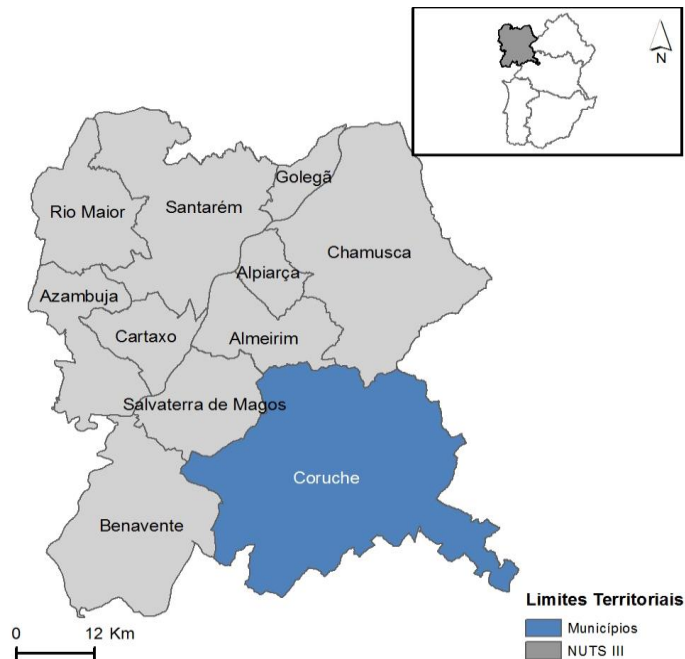 N
Golegã
Rio Maior
Santarém
Chamusca
Alpiarça
Azambuja
Cartaxo
Almeirim
Salvaterra de Magos
Coruche
Benavente
Limites Territoriais
0 12 Km
Municípios
NUTS III